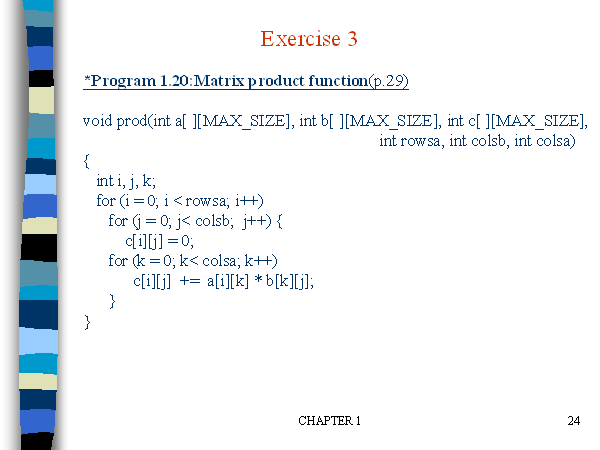 Exercise 3
*Program 1.20:Matrix product function(p.29)
void prod(int a[ ][MAX_SIZE], int b[ ][MAX_SIZE], int c[ ][MAX_SIZE],
int rowsa, int colsb, int colsa)
{
int i, j, k;
for (i = 0; i < rowsa; i++)
for (j = 0; j< colsb; j++) {
c[i][j] = 0;
for (k = 0; k< colsa; k++)
c[i][j] += a[i][k] * b[k][j];
}
}
CHAPTER 1
24